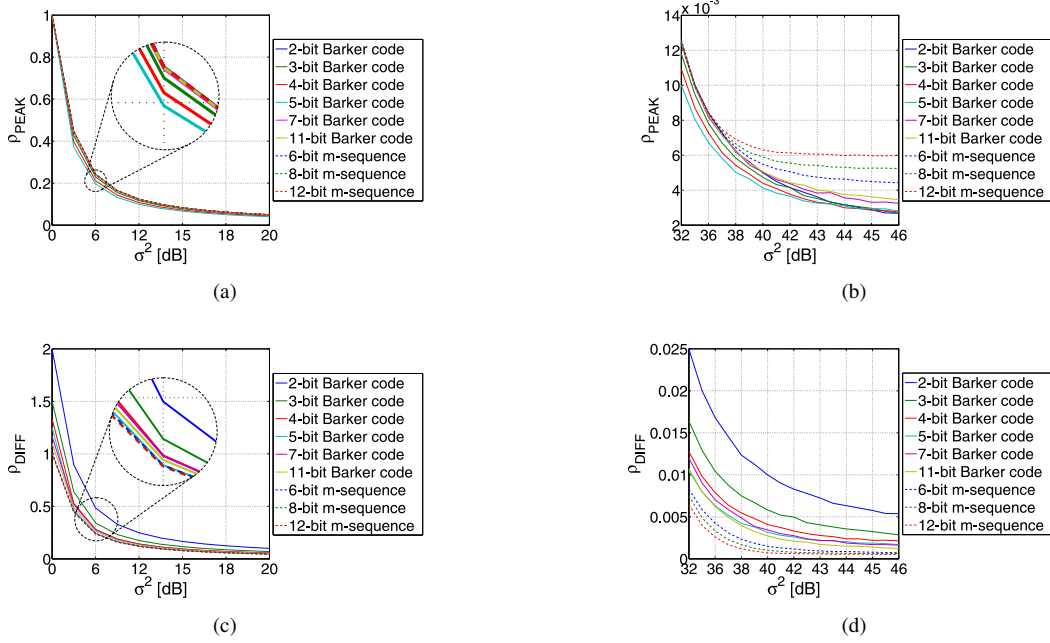 1
0.8
0.6
0.4
0.2
0
0 3 6 9 12 15 18 20
ρPEAK
σ² [dB]
2-bit Barker code
3-bit Barker code
4-bit Barker code
5-bit Barker code
7-bit Barker code
11-bit Barker code
6-bit m-sequence
8-bit m-sequence
12-bit m-sequence
(a)
14 x 10⁻³
12
10
8
6
4
2
32 36 38 40 42 43 44 45 46
ρPEAK
σ² [dB]
2-bit Barker code
3-bit Barker code
4-bit Barker code
5-bit Barker code
7-bit Barker code
11-bit Barker code
6-bit m-sequence
8-bit m-sequence
12-bit m-sequence
(b)
2
1.5
1
0.5
0
0 3 6 9 12 15 18 20
ρDIFF
σ² [dB]
2-bit Barker code
3-bit Barker code
4-bit Barker code
5-bit Barker code
7-bit Barker code
11-bit Barker code
6-bit m-sequence
8-bit m-sequence
12-bit m-sequence
(c)
0.025
0.02
0.015
0.01
0.005
0
32 36 38 40 42 43 44 45 46
ρDIFF
σ² [dB]
2-bit Barker code
3-bit Barker code
4-bit Barker code
5-bit Barker code
7-bit Barker code
11-bit Barker code
6-bit m-sequence
8-bit m-sequence
12-bit m-sequence
(d)